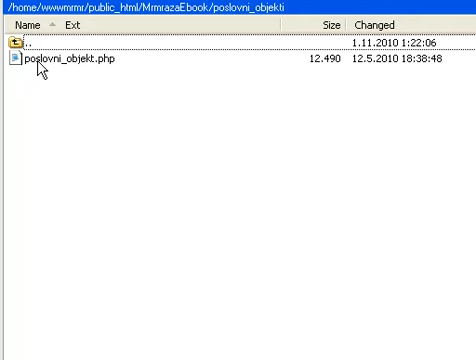 /home/wwwmrmr/public_html/MrmrazaEbook/poslovni_objekti
Name Ext Size Changed
.. 1.11.2010 1:22:06
poslovni_objekt.php 12.490 12.5.2010 18:38:48